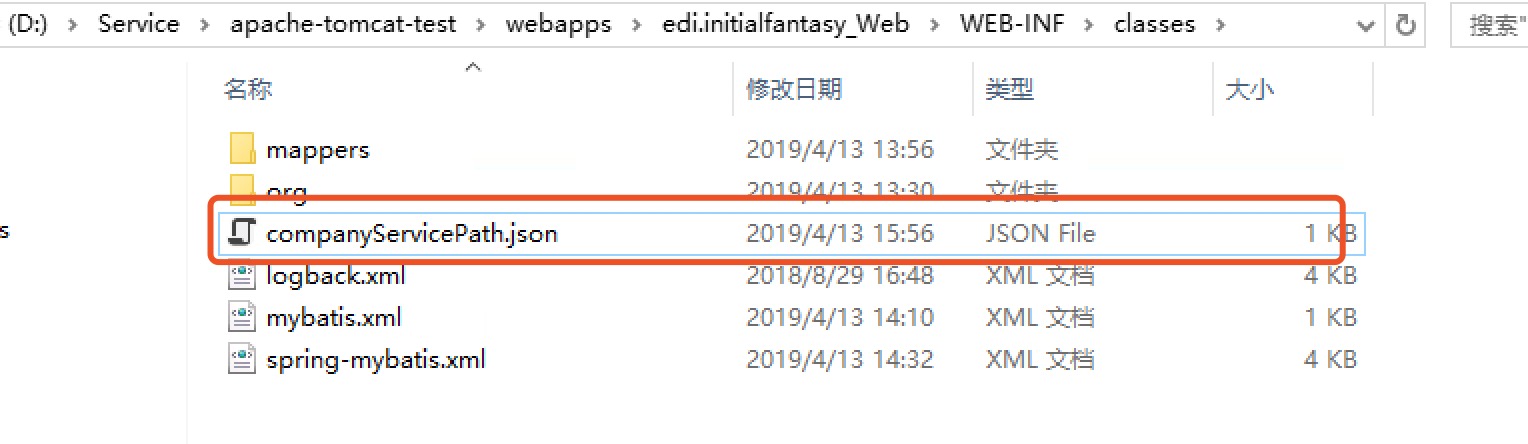 (D:) > Service > apache-tomcat-test > webapps > edi.initialfantasy_Web > WEB-INF > classes > 搜索"
名称 修改日期 类型 大小
mappers 2019/4/13 13:56 文件夹
org 2019/4/13 13:30 文件夹
s
companyServicePath.json 2019/4/13 15:56 JSON File 1 KB
logback.xml 2018/8/29 16:48 XML 文档 4 KB
mybatis.xml 2019/4/13 14:10 XML 文档 1 KB
spring-mybatis.xml 2019/4/13 14:32 XML 文档 4 KB